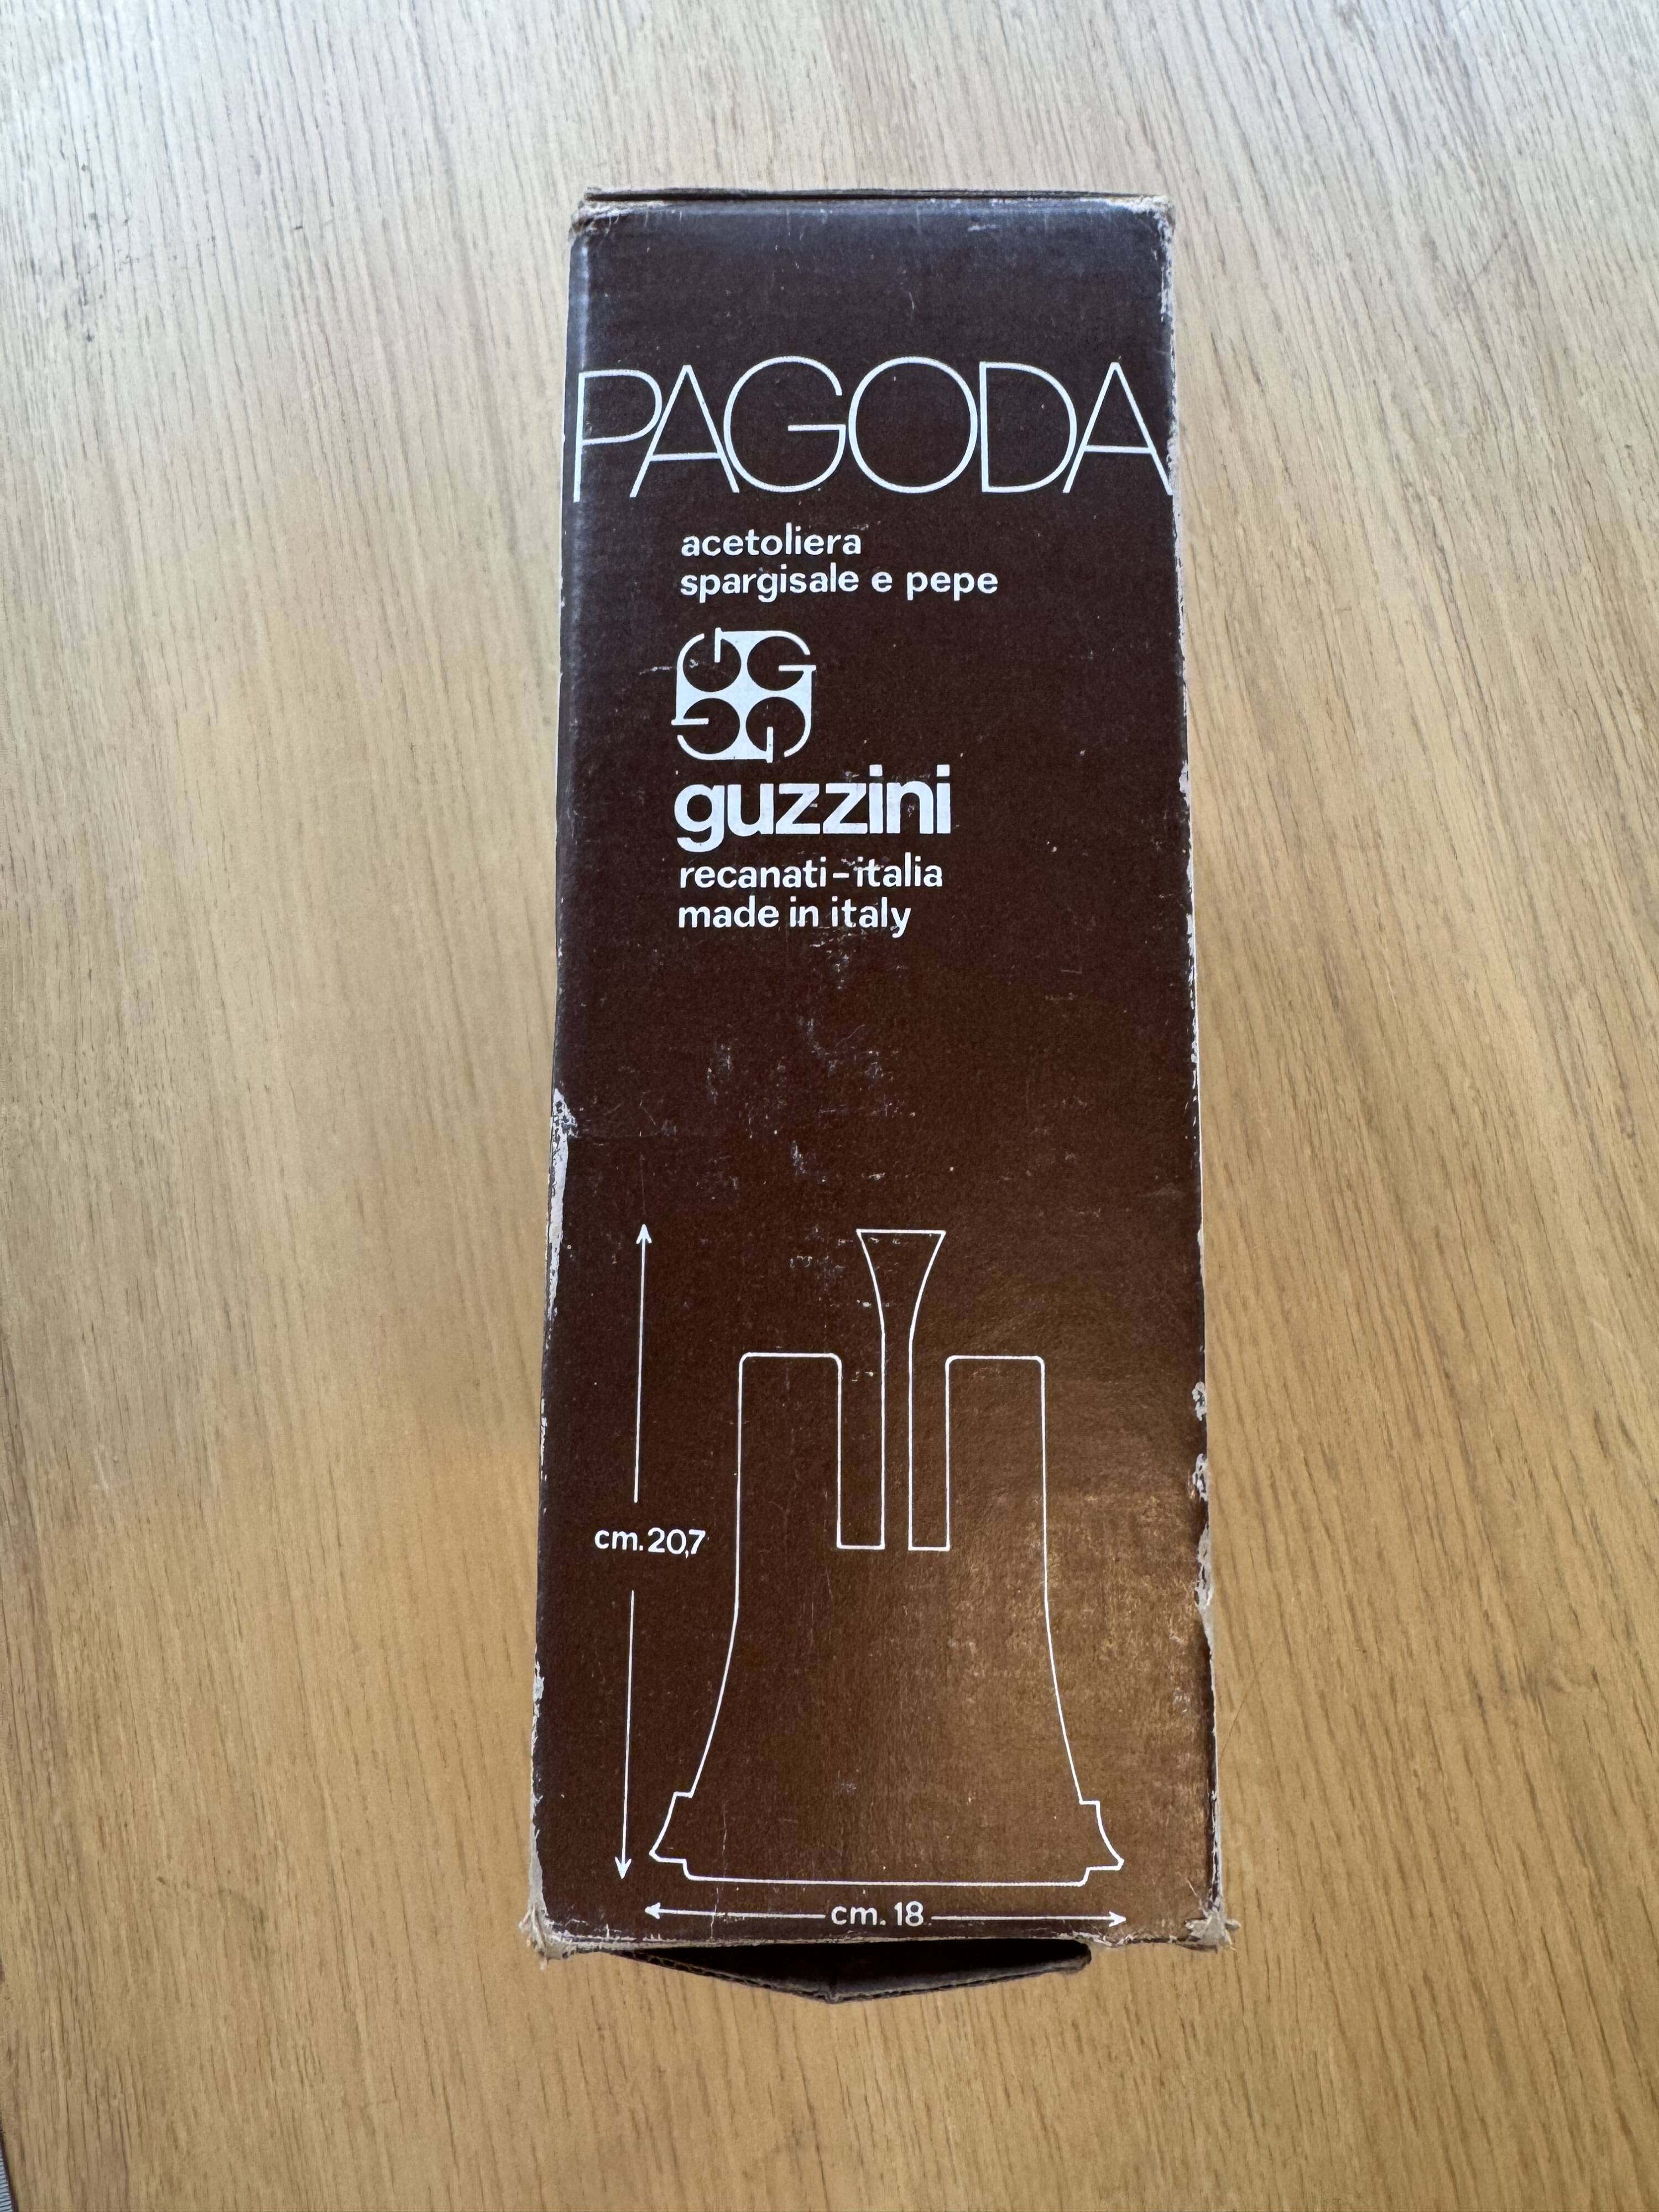 PAGODA
acetoliera
spargisale e pepe
guzzini
recanati-italia
made in italy
cm.20,7
cm. 18